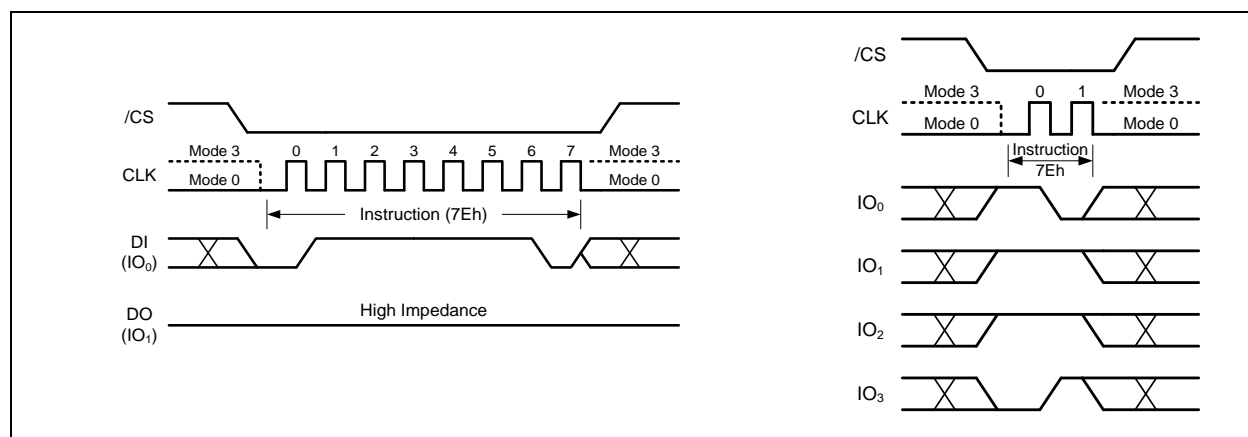 /CS
Mode 3 0 1 2 3 4 5 6 7 Mode 3
CLK
Mode 0 Mode 0
Instruction (7Eh)
DI
(IO₀)
High Impedance
DO
(IO₁)
/CS
Mode 3 0 1 Mode 3
CLK
Mode 0 Mode 0
Instruction
7Eh
IO₀
IO₁
IO₂
IO₃